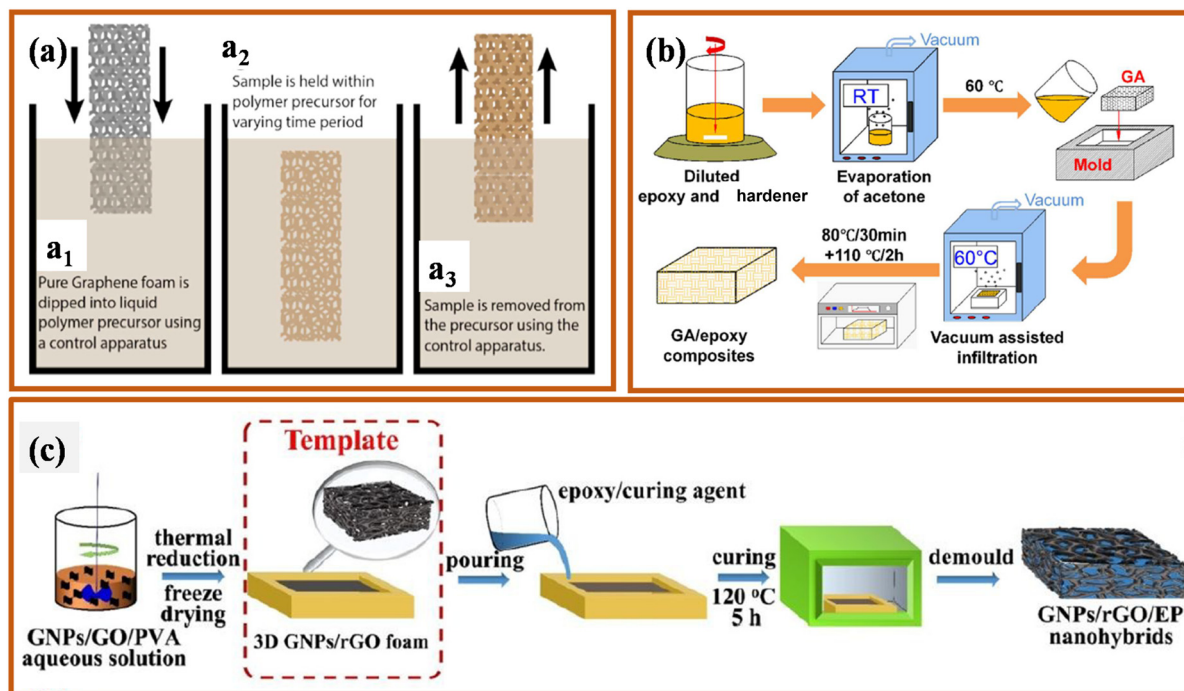 (a)
a1
Pure Graphene foam is
dipped into liquid
polymer precursor using
a control apparatus
a2
Sample is held within
polymer precursor for
varying time period
a3
Sample is removed from
the precursor using the
control apparatus.
(b)
Diluted
epoxy and hardener
Vacuum
RT
Evaporation
of acetone
60 ℃
GA
Mold
Vacuum
60°C
Vacuum assisted
infiltration
80℃/30min
+110 ℃/2h
GA/epoxy
composites
(c)
GNPs/GO/PVA
aqueous solution
thermal
reduction
freeze
drying
Template
3D GNPs/rGO foam
pouring
epoxy/curing agent
curing
120 °C
5 h
demould
GNPs/rGO/EP
nanohybrids